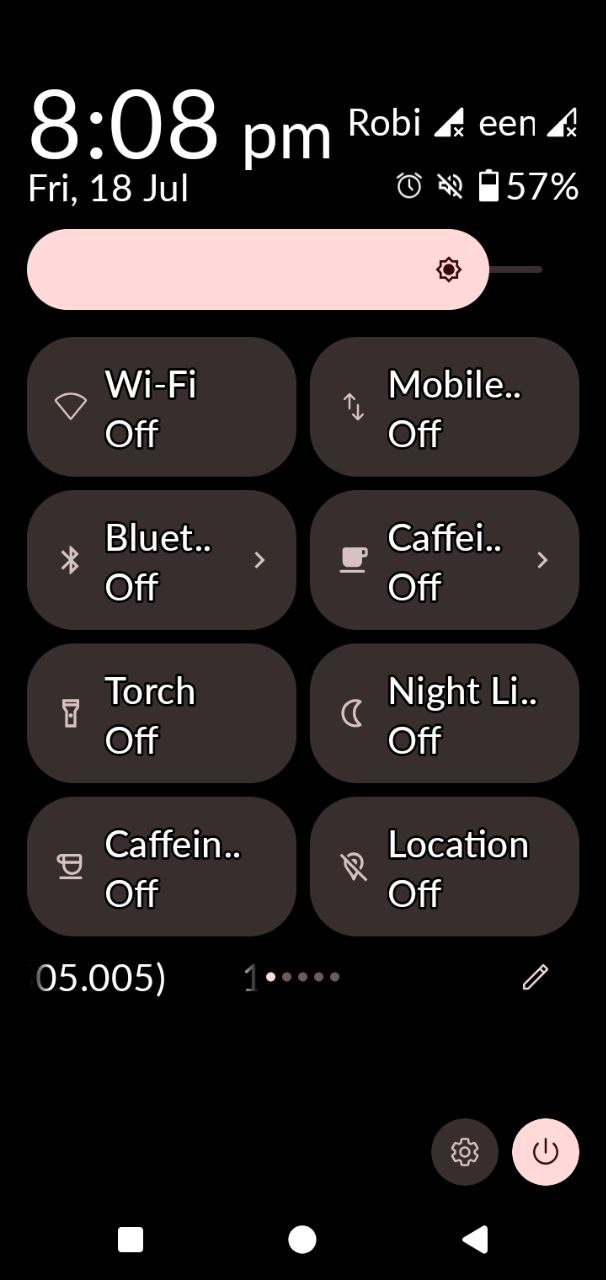 8:08 pm Robi een
Fri, 18 Jul 57%
Wi-Fi
Off
Mobile..
Off
Bluet..
Off
Caffei..
Off
Torch
Off
Night Li..
Off
Caffein..
Off
Location
Off
05.005) 1